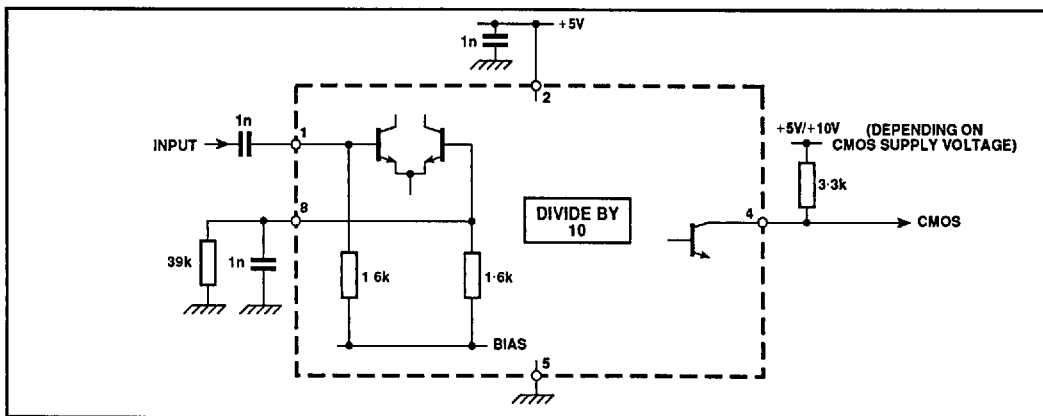 +5V
1n
2
1n
INPUT
1
+5V/+10V
(DEPENDING ON
CMOS SUPPLY VOLTAGE)
3·3k
8
DIVIDE BY
10
4
CMOS
39k
1n
1·6k
1·6k
BIAS
5